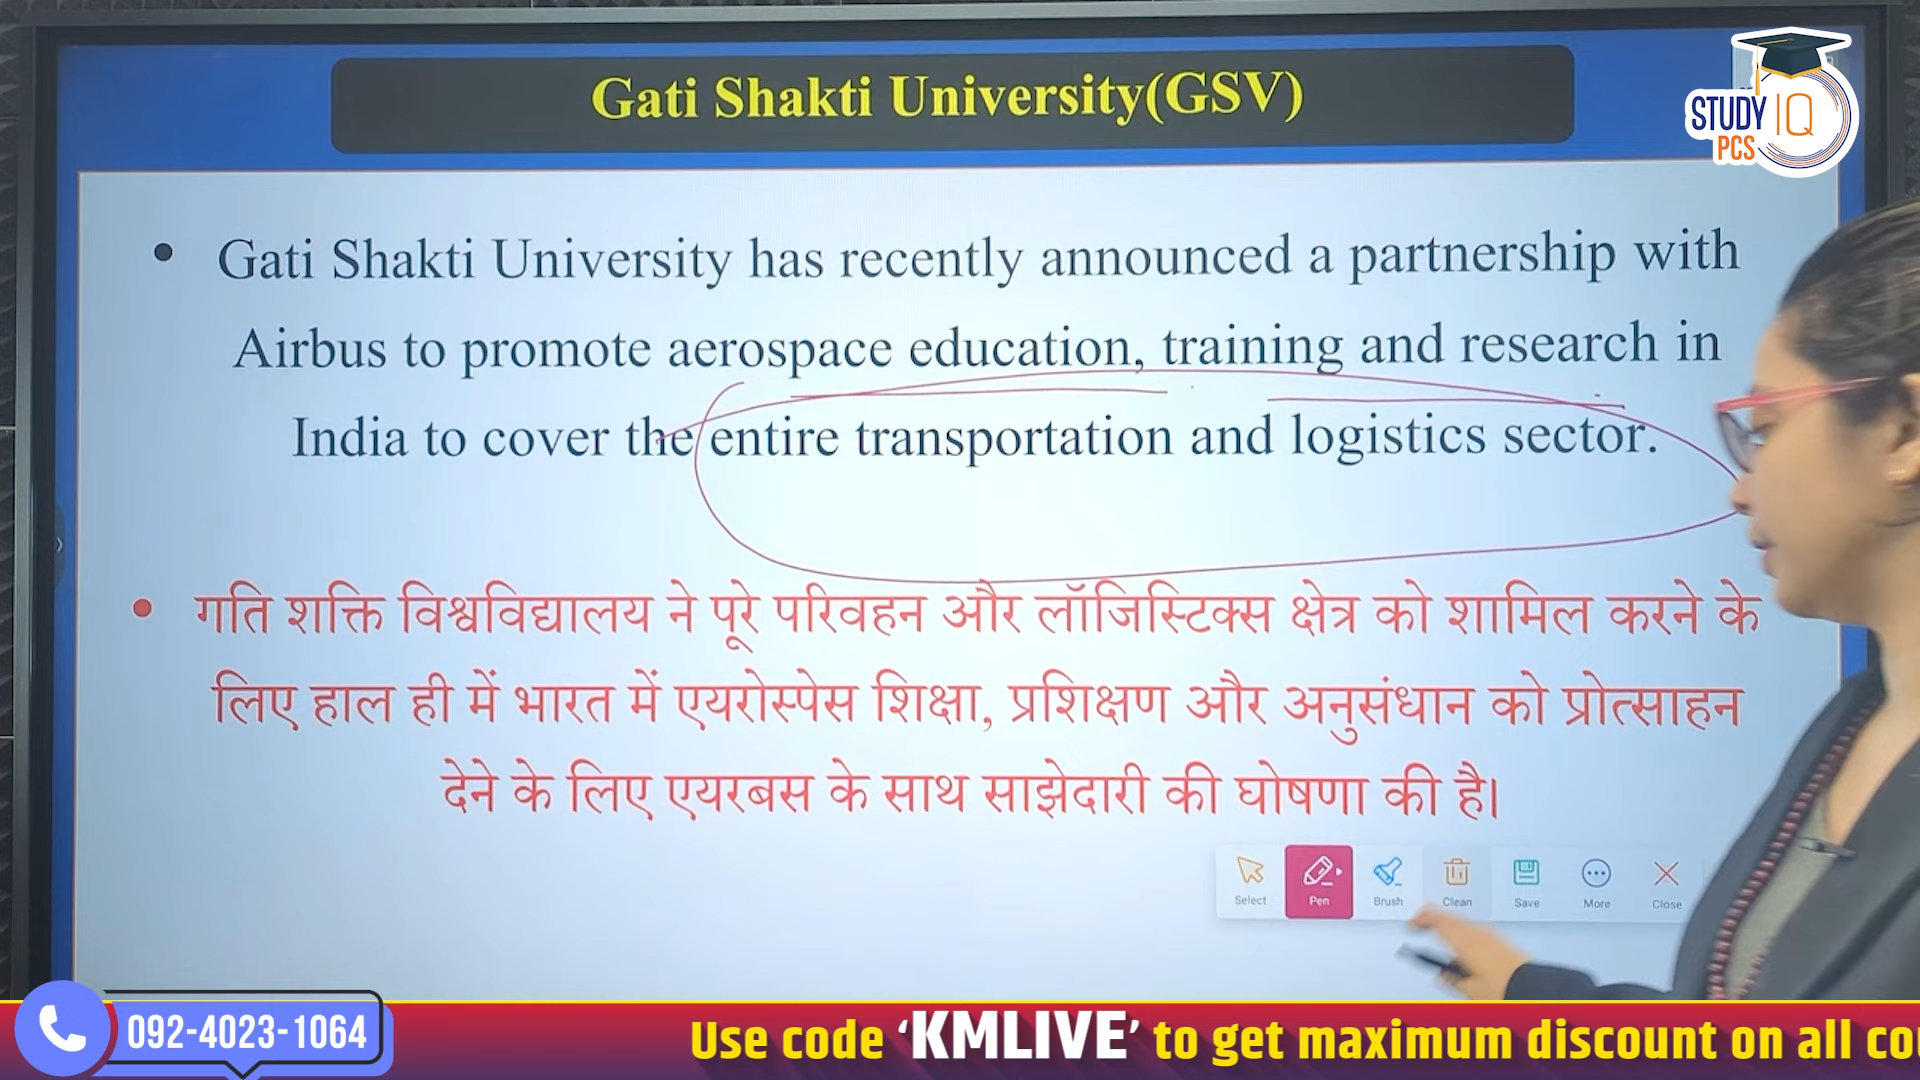 Gati Shakti University(GSV)
STUDY IQ
PCS
• Gati Shakti University has recently announced a partnership with
Airbus to promote aerospace education, training and research in
India to cover the entire transportation and logistics sector.
• गति शक्ति विश्वविद्यालय ने पूरे परिवहन और लॉजिस्टिक्स क्षेत्र को शामिल करने के
लिए हाल ही में भारत में एयरोस्पेस शिक्षा, प्रशिक्षण और अनुसंधान को प्रोत्साहन
देने के लिए एयरबस के साथ साझेदारी की घोषणा की है।
Select Pen Brush Clean Save More Close
092-4023-1064
Use code ‘KMLIVE’ to get maximum discount on all